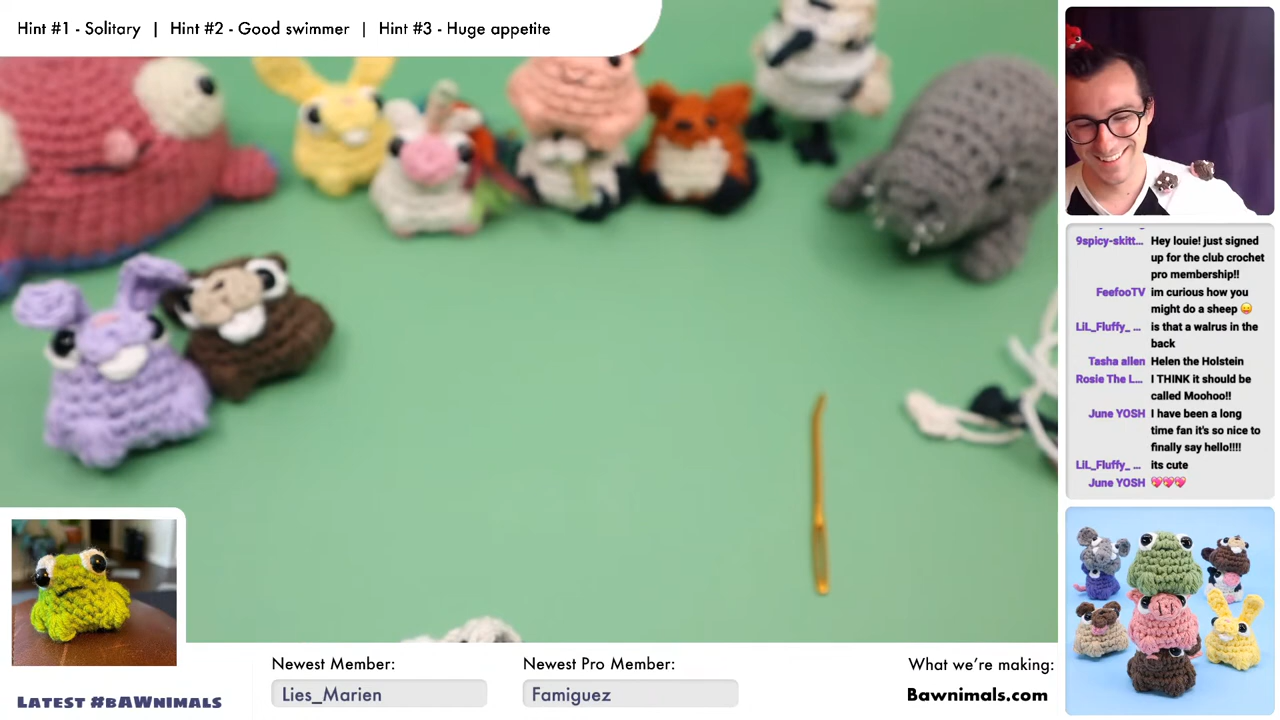 Hint #1 - Solitary | Hint #2 - Good swimmer | Hint #3 - Huge appetite
9spicy-skitt... Hey louie! just signed
up for the club crochet
pro membership!!
FeefooTV im curious how you
might do a sheep 😛
LiL_Fluffy_ ... is that a walrus in the
back
Tasha allen Helen the Holstein
Rosie The L... I THINK it should be
called Moohoo!!
June YOSH I have been a long
time fan it's so nice to
finally say hello!!!!
LiL_Fluffy_ ... its cute
June YOSH 💖💖💖
Newest Member:
Lies_Marien
Newest Pro Member:
Famiguez
What we're making:
Bawnimals.com
LATEST #BAWNIMALS